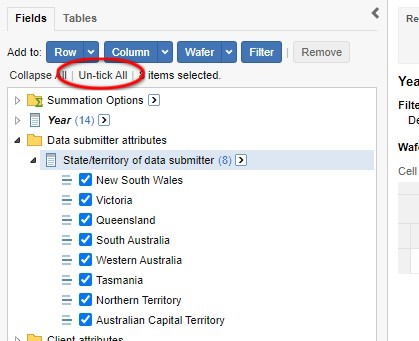 Fields Tables
Re
Add to: Row Column Wafer Filter | Remove
Collapse All | Un-tick All | 8 items selected.
Summation Options
Year (14)
Data submitter attributes
State/territory of data submitter (8)
New South Wales
Victoria
Queensland
South Australia
Western Australia
Tasmania
Northern Territory
Australian Capital Territory
Client attributes
Yea
Filte
De
Wafe
Cell